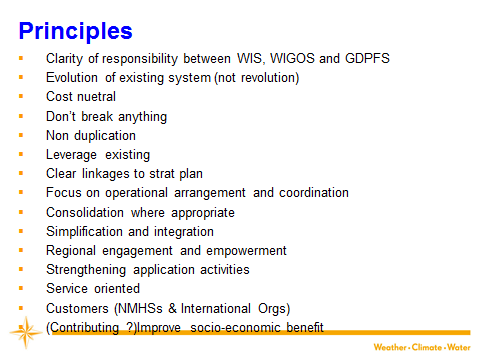 Principles
Clarity of responsibility between WIS, WIGOS and GDPFS
Evolution of existing system (not revolution)
Cost nuetral
Don't break anything
Non duplication
Leverage existing
Clear linkages to strat plan
Focus on operational arrangement and coordination
Consolidation where appropriate
Simplification and integration
Regional engagement and empowerment
Strengthening application activities
Service oriented
Customers (NMHSs & International Orgs)
(Contributing ?)Improve socio-economic benefit
Weather • Climate • Water